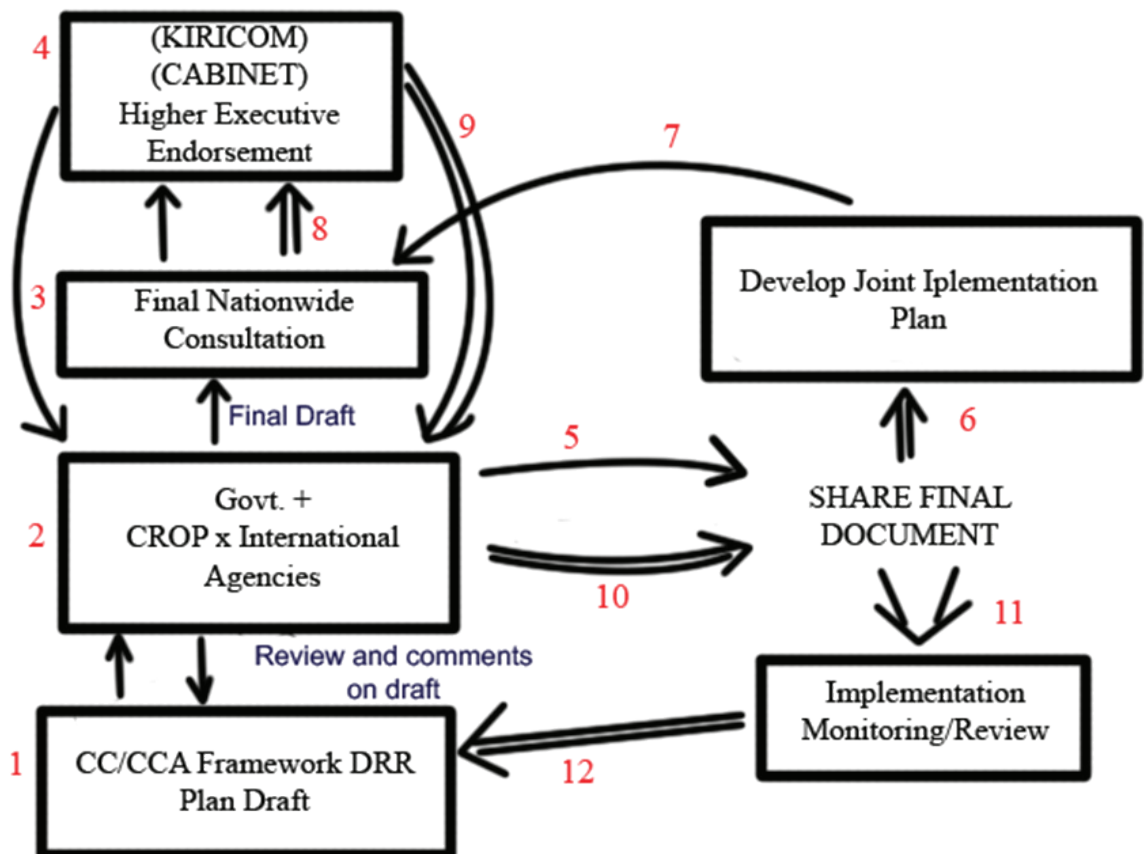 4
(KIRICOM)
(CABINET)
Higher Executive
Endorsement
9
7
8
3
Final Nationwide
Consultation
Develop Joint Iplementation
Plan
Final Draft
5
6
2
Govt. +
CROP x International
Agencies
SHARE FINAL
DOCUMENT
10
11
Review and comments
on draft
1
CC/CCA Framework DRR
Plan Draft
12
Implementation
Monitoring/Review